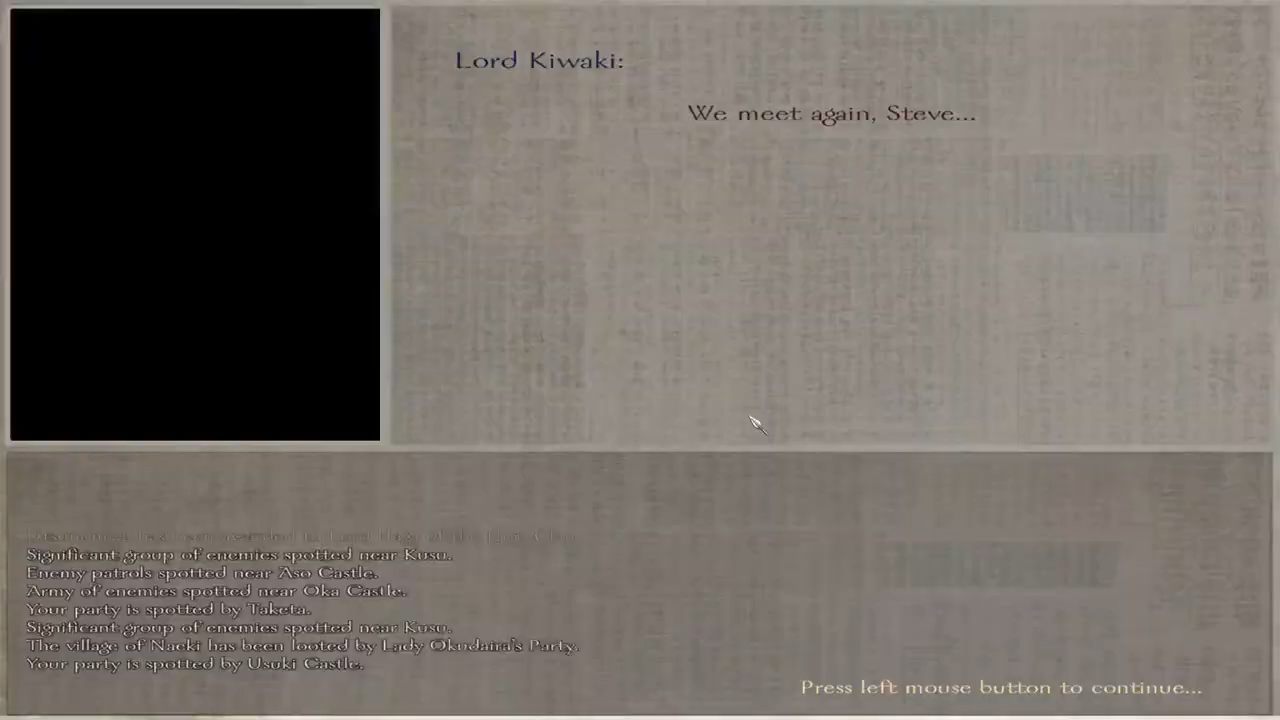 Lord Kiwaki:
We meet again, Steve...
Significant group of enemies spotted near Kusu.
Enemy patrols spotted near Aso Castle.
Army of enemies spotted near Oka Castle.
Your party is spotted by Taketa.
Significant group of enemies spotted near Kusu.
The village of Naeki has been looted by Lady Okudaira's Party.
Your party is spotted by Usuki Castle.
Press left mouse button to continue...